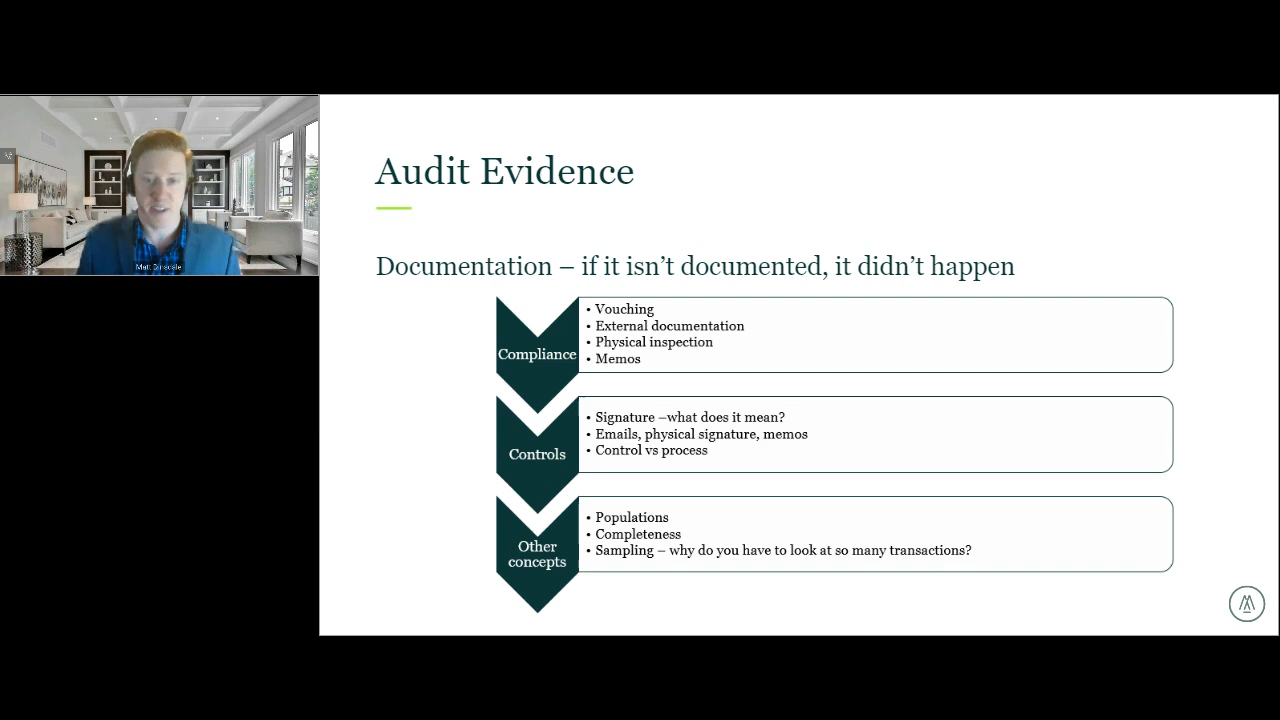 Audit Evidence
Documentation – if it isn't documented, it didn't happen
Compliance
• Vouching
• External documentation
• Physical inspection
• Memos
Controls
• Signature –what does it mean?
• Emails, physical signature, memos
• Control vs process
Other
concepts
• Populations
• Completeness
• Sampling – why do you have to look at so many transactions?
Matt Dinsdale